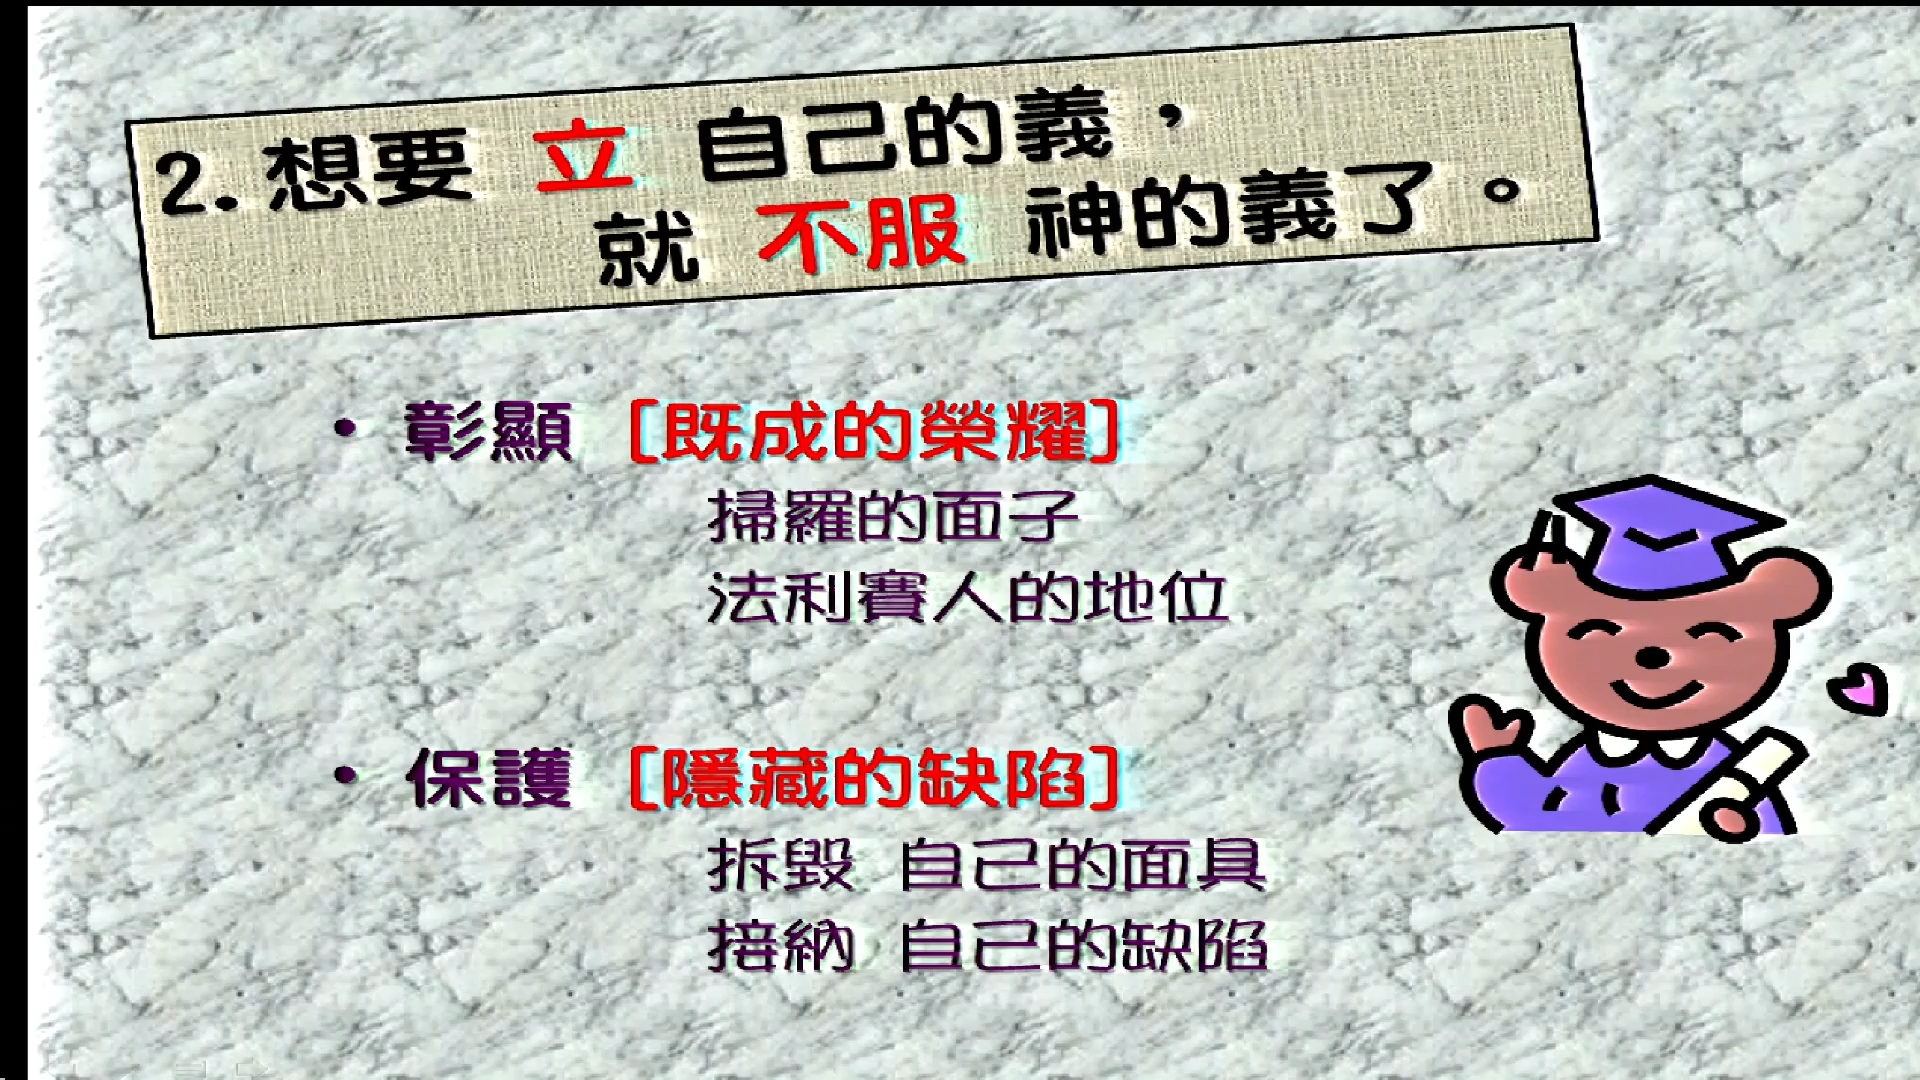 2.想要 立 自己的義，
就 不服 神的義了。
• 彰顯 [既成的榮耀]
掃羅的面子
法利賽人的地位
• 保護 [隱藏的缺陷]
拆毀 自己的面具
接納 自己的缺陷